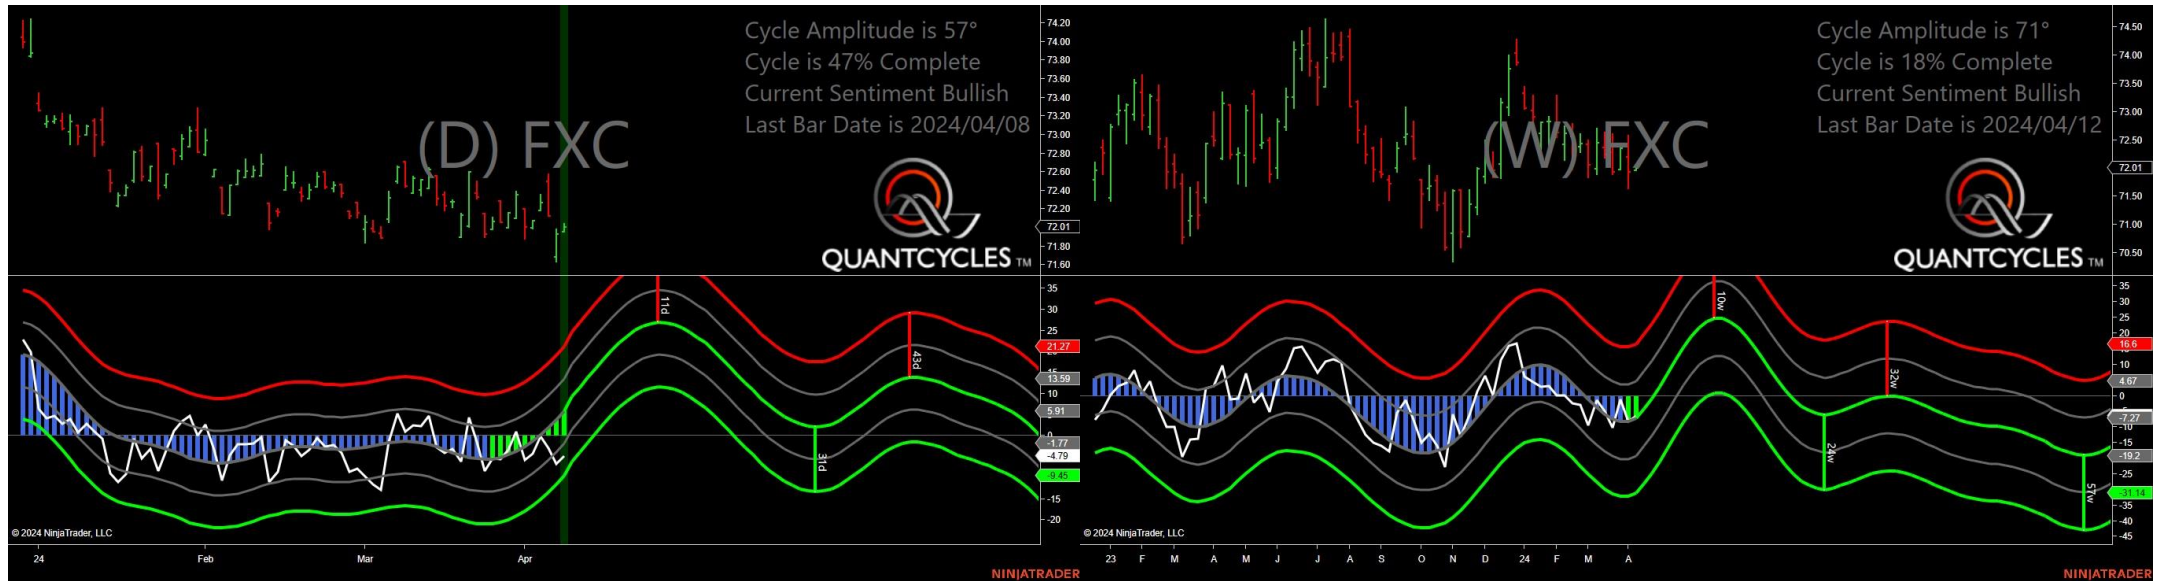 Cycle Amplitude is 57°
Cycle is 47% Complete
Current Sentiment Bullish
Last Bar Date is 2024/04/08
(D) FXC
QUANTCYCLES TM
74.20
74.00
73.80
73.60
73.40
73.20
73.00
72.80
72.60
72.40
72.20
72.01
71.80
71.60
35
30
25
21.27
15
13.59
10
5.91
0
-1.77
-4.79
-9.45
-15
-20
11d
31d
43d
© 2024 NinjaTrader, LLC
24 Feb Mar Apr
NINJATRADER
Cycle Amplitude is 71°
Cycle is 18% Complete
Current Sentiment Bullish
Last Bar Date is 2024/04/12
(W) FXC
QUANTCYCLES TM
74.50
74.00
73.50
73.00
72.50
72.01
71.50
71.00
70.50
35
30
25
20
16.6
10
4.67
0
-7.27
-10
-15
-19.2
-25
-31.14
-35
-40
-45
10w
24w
32w
57w
© 2024 NinjaTrader, LLC
23 F M A M J J A S O N D 24 F M A
NINJATRADER